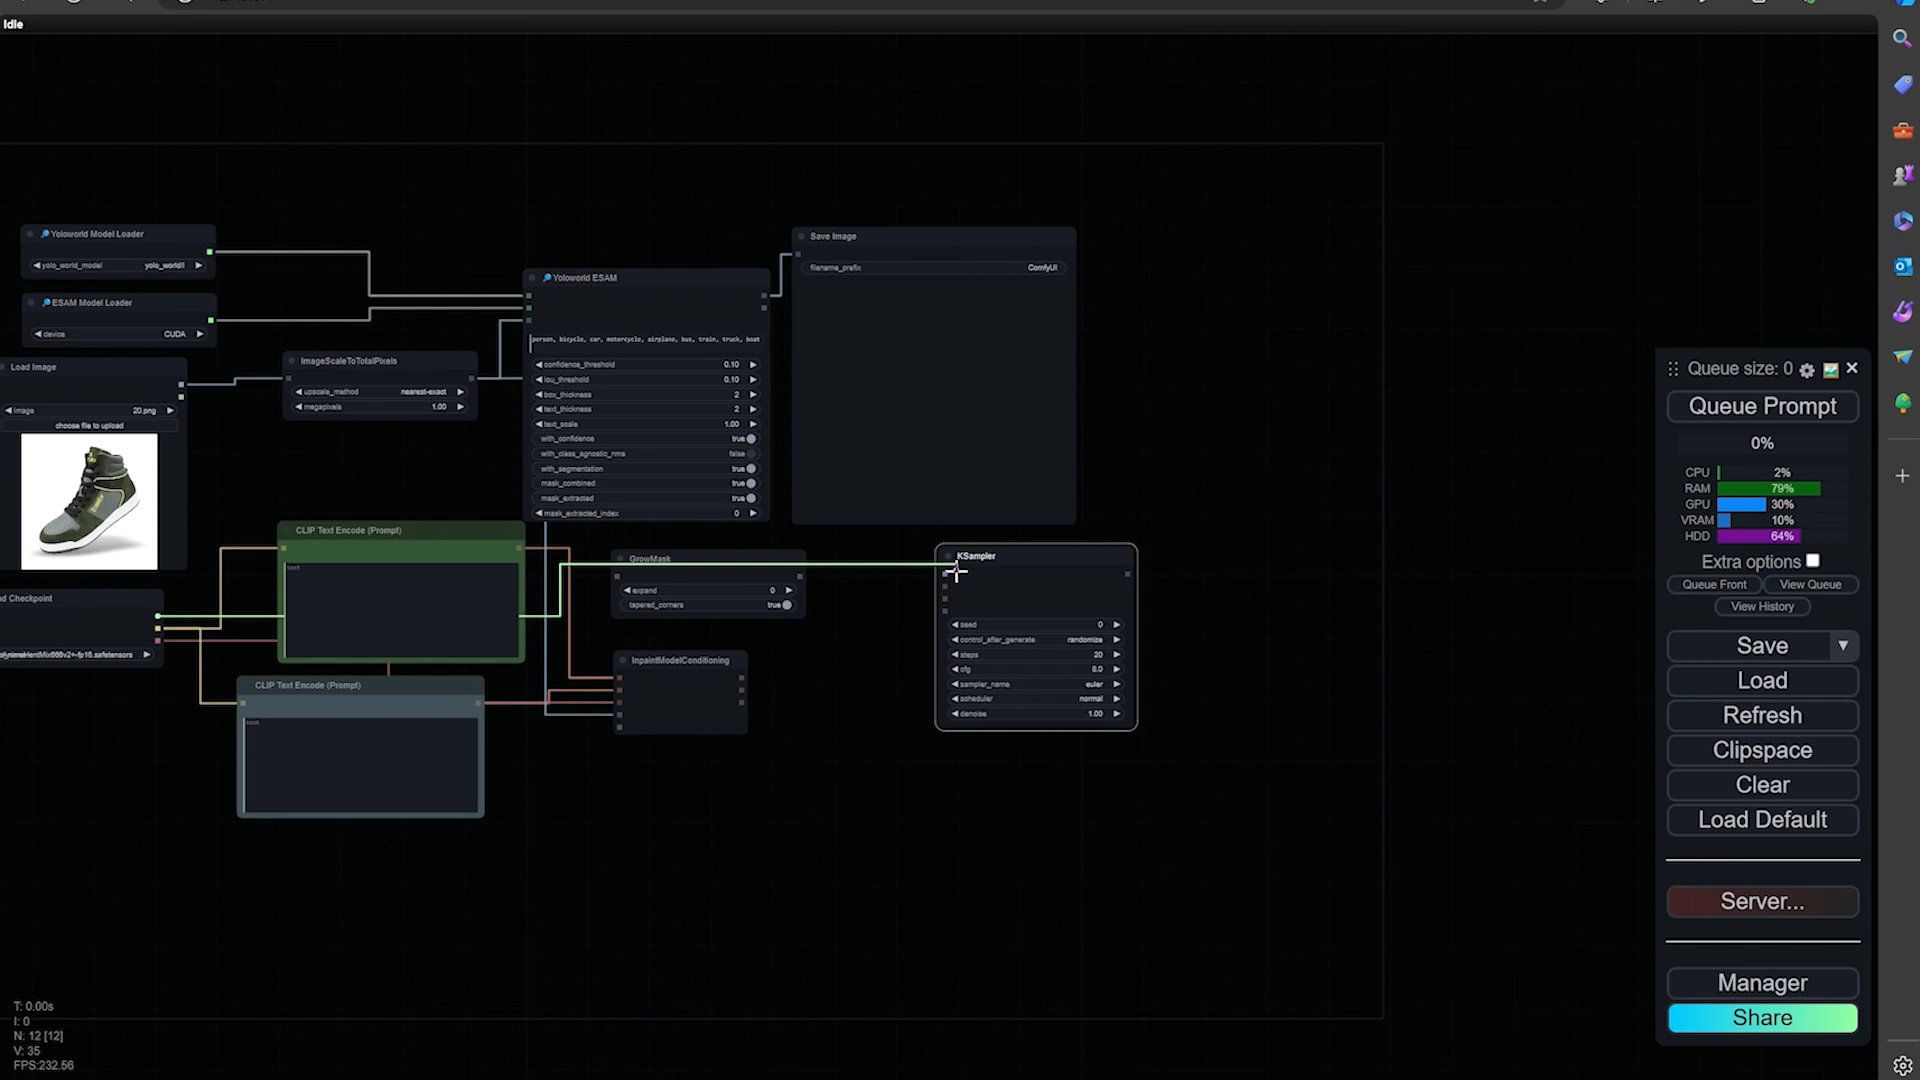 Idle
Yoloworld Model Loader
yolo_world_model
ESAM Model Loader
device CUDA
Load Image
image 20.png
choose file to upload
ImageScaleToTotalPixels
upscale_method nearest-exact
megapixels 1.00
Yoloworld ESAM
person, bicycle, car, motorcycle, airplane, bus, train, truck, boat
confidence_threshold 0.10
iou_threshold 0.10
box_thickness 2
text_thickness 2
text_scale 1.00
with_confidence true
with_class_agnostic_nms false
with_segmentation true
mask_combined true
mask_extracted true
mask_extracted_index 0
Save Image
filename_prefix ComfyUI
CLIP Text Encode (Prompt)
text
d Checkpoint
CLIP Text Encode (Prompt)
text
GrowMask
expand 0
tapered_corners true
InpaintModelConditioning
KSampler
seed 0
control_after_generate randomize
steps 20
cfg 8.0
sampler_name euler
scheduler normal
denoise 1.00
Queue size: 0
Queue Prompt
0%
CPU 2%
RAM 79%
GPU 30%
VRAM 10%
HDD 64%
Extra options
Queue Front View Queue
View History
Save
Load
Refresh
Clipspace
Clear
Load Default
Server...
Manager
Share
T: 0.00s
I: 0
N: 12 [12]
V: 35
FPS:232.56